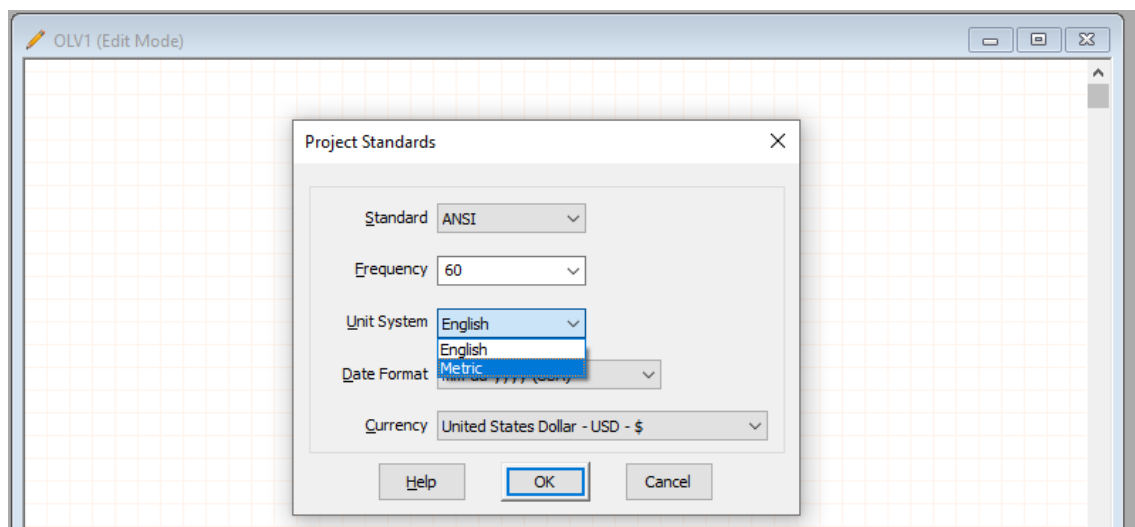 OLV1 (Edit Mode)
Project Standards
Standard ANSI
Frequency 60
Unit System English
English
Metric
Date Format
Currency United States Dollar - USD - $
Help OK Cancel